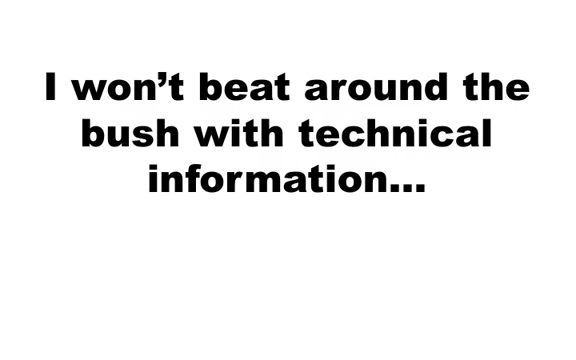 I won’t beat around the
bush with technical
information...